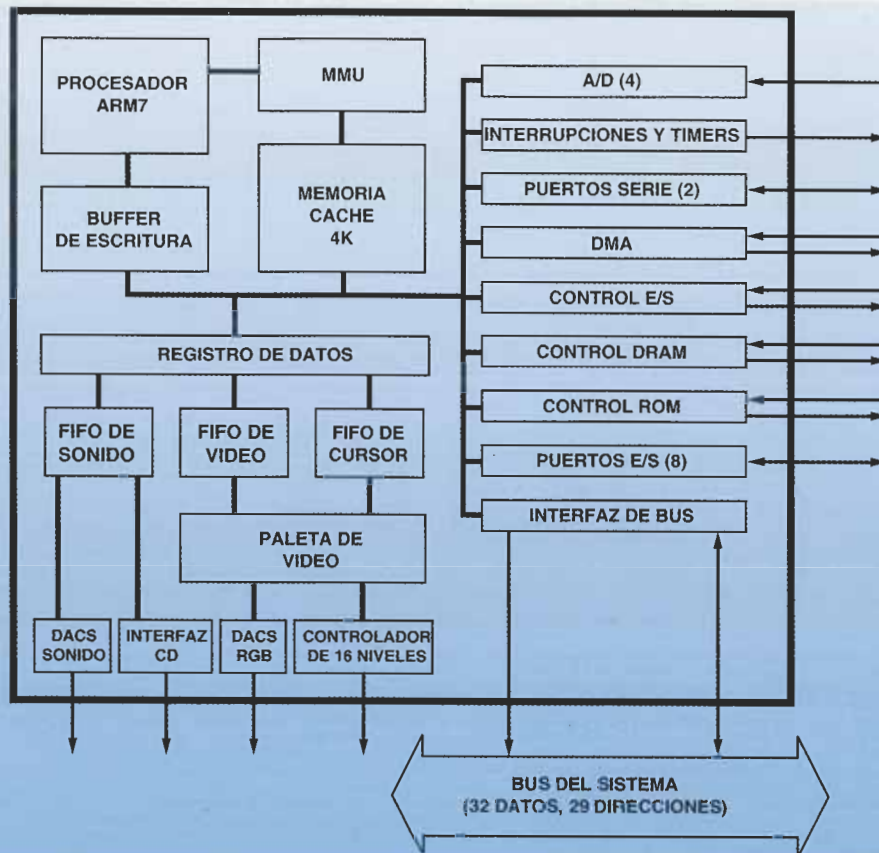 PROCESADOR
ARM7
MMU
BUFFER
DE ESCRITURA
MEMORIA
CACHE
4K
A/D (4)
INTERRUPCIONES Y TIMERS
PUERTOS SERIE (2)
DMA
CONTROL E/S
CONTROL DRAM
CONTROL ROM
PUERTOS E/S (8)
INTERFAZ DE BUS
REGISTRO DE DATOS
FIFO DE
SONIDO
FIFO DE
VIDEO
FIFO DE
CURSOR
PALETA DE
VIDEO
DACS
SONIDO
INTERFAZ
CD
DACS
RGB
CONTROLADOR
DE 16 NIVELES
BUS DEL SISTEMA
(32 DATOS, 29 DIRECCIONES)